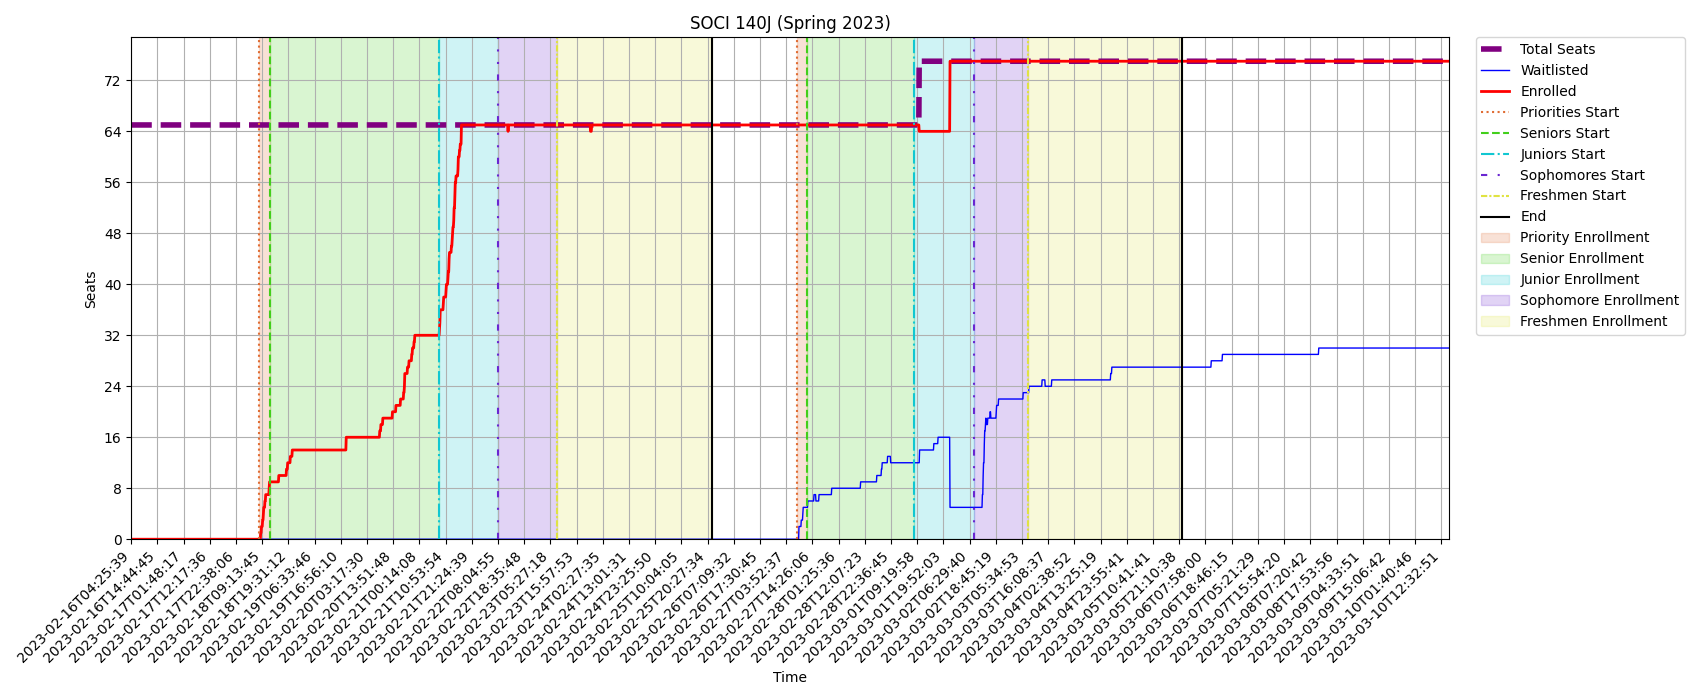 SOCI 140J (Spring 2023)
Seats
72
64
56
48
40
32
24
16
8
0
2023-02-16T04:25:39
2023-02-16T14:44:45
2023-02-17T01:48:17
2023-02-17T12:17:36
2023-02-17T22:38:06
2023-02-18T09:13:45
2023-02-18T19:31:12
2023-02-19T06:33:46
2023-02-19T16:56:10
2023-02-20T03:17:30
2023-02-20T13:51:48
2023-02-21T00:14:08
2023-02-21T10:53:54
2023-02-21T21:24:39
2023-02-22T08:04:55
2023-02-22T18:35:48
2023-02-23T05:27:18
2023-02-23T15:57:53
2023-02-24T02:27:35
2023-02-24T13:01:31
2023-02-24T23:25:50
2023-02-25T10:04:05
2023-02-25T20:27:34
2023-02-26T07:09:32
2023-02-26T17:30:45
2023-02-27T03:52:37
2023-02-27T14:26:06
2023-02-28T01:25:36
2023-02-28T12:07:23
2023-02-28T22:36:45
2023-03-01T09:19:58
2023-03-01T19:52:03
2023-03-02T06:29:40
2023-03-02T18:45:19
2023-03-03T05:34:53
2023-03-03T16:08:37
2023-03-04T02:38:52
2023-03-04T13:25:19
2023-03-04T23:55:41
2023-03-05T10:41:41
2023-03-05T21:10:38
2023-03-06T07:58:00
2023-03-06T18:46:15
2023-03-07T05:21:29
2023-03-07T15:54:20
2023-03-08T07:20:42
2023-03-08T17:53:56
2023-03-09T04:33:51
2023-03-09T15:06:42
2023-03-10T01:40:46
2023-03-10T12:32:51
Time
Total Seats
Waitlisted
Enrolled
Priorities Start
Seniors Start
Juniors Start
Sophomores Start
Freshmen Start
End
Priority Enrollment
Senior Enrollment
Junior Enrollment
Sophomore Enrollment
Freshmen Enrollment